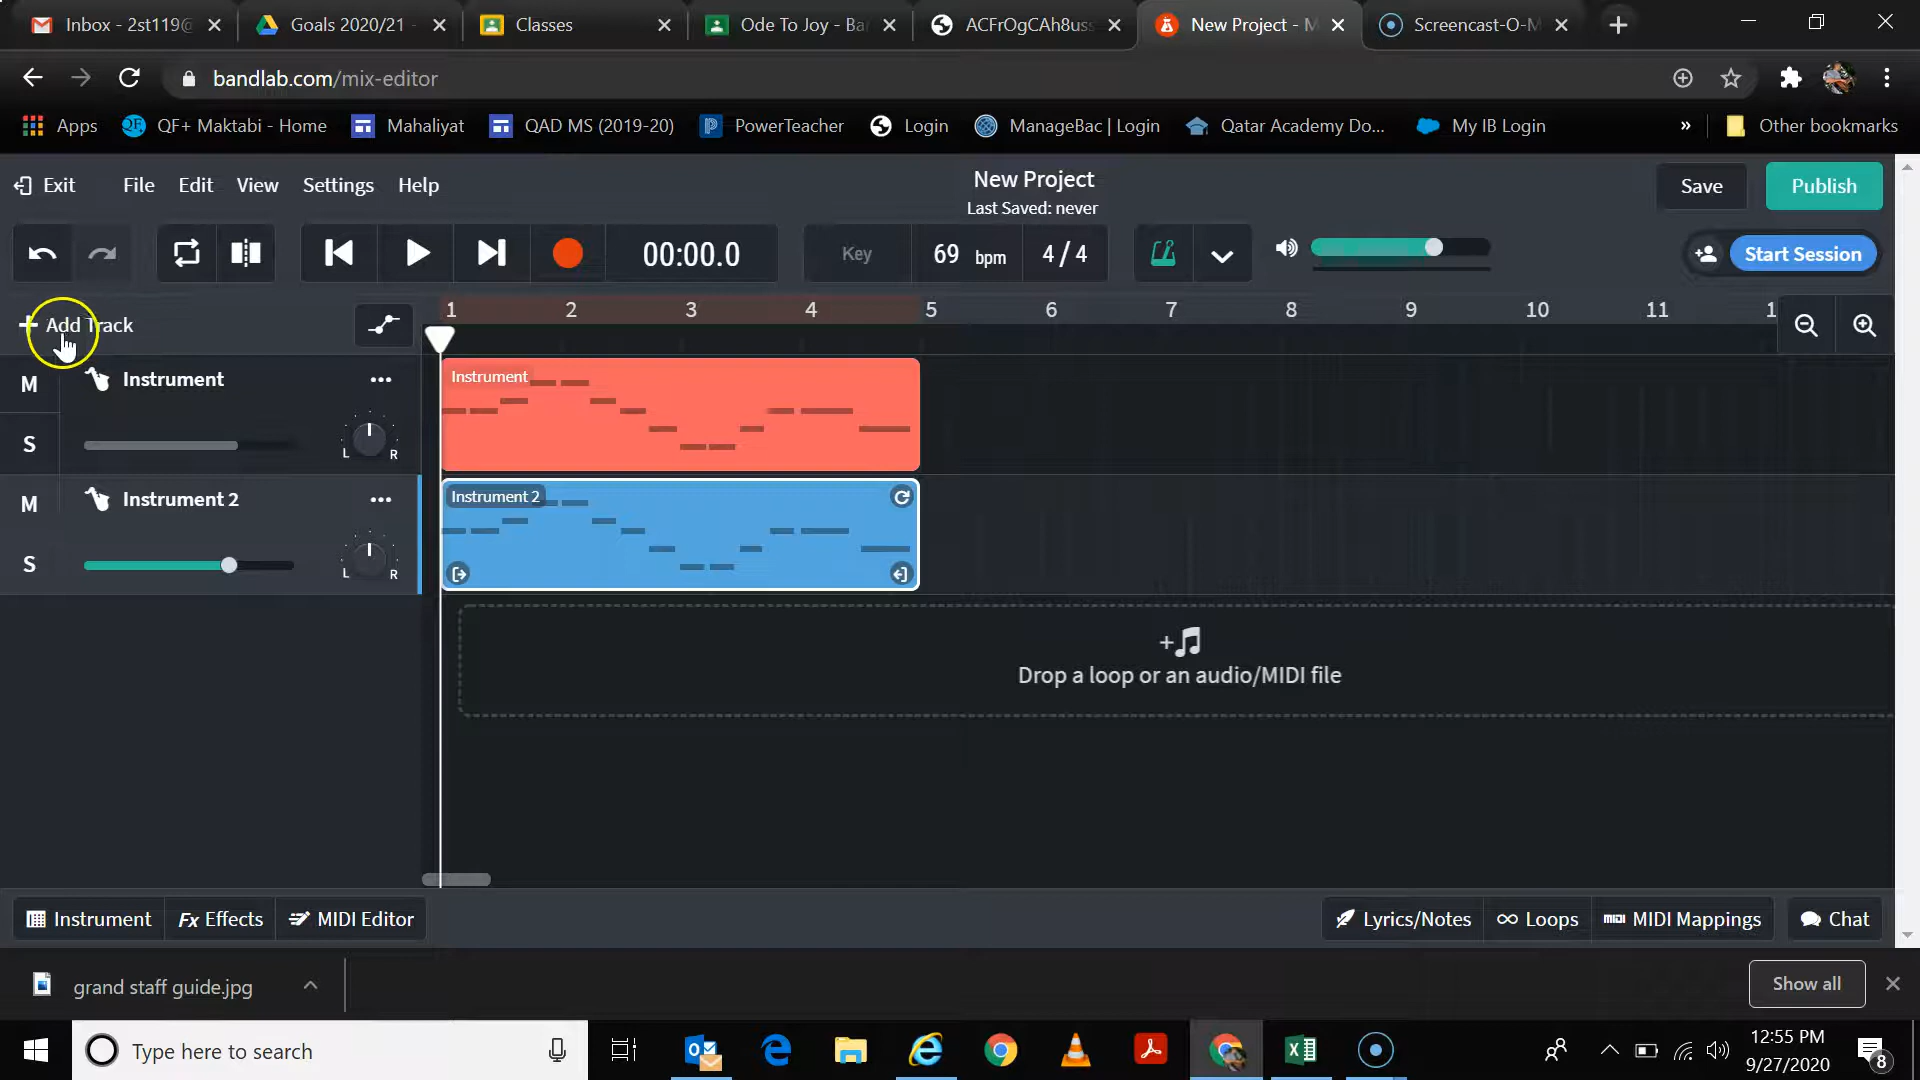 Inbox - 2st119@
Goals 2020/21 -
Classes
Ode To Joy - Ba
ACFrOgCAh8uss
New Project - M
Screencast-O-M
bandlab.com/mix-editor
Apps
QF+ Maktabi - Home
Mahaliyat
QAD MS (2019-20)
PowerTeacher
Login
ManageBac | Login
Qatar Academy Do...
My IB Login
»
Other bookmarks
Exit
File
Edit
View
Settings
Help
New Project
Last Saved: never
Save
Publish
00:00.0
Key
69 bpm
4 / 4
Start Session
+ Add Track
1 2 3 4 5 6 7 8 9 10 11 1
M
Instrument
S
L R
Instrument
M
Instrument 2
S
L R
Instrument 2
Drop a loop or an audio/MIDI file
Instrument
Fx Effects
MIDI Editor
Lyrics/Notes
Loops
MIDI MIDI Mappings
Chat
grand staff guide.jpg
Show all
Type here to search
12:55 PM
9/27/2020
8